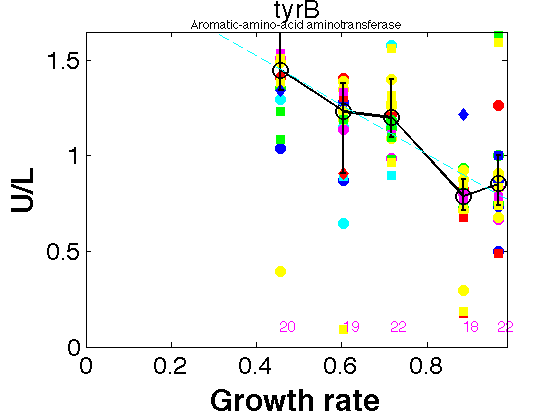 tyrB
Aromatic-amino-acid aminotransferase
1.5
1
0.5
0
U/L
20 19 22 18 22
0 0.2 0.4 0.6 0.8
Growth rate